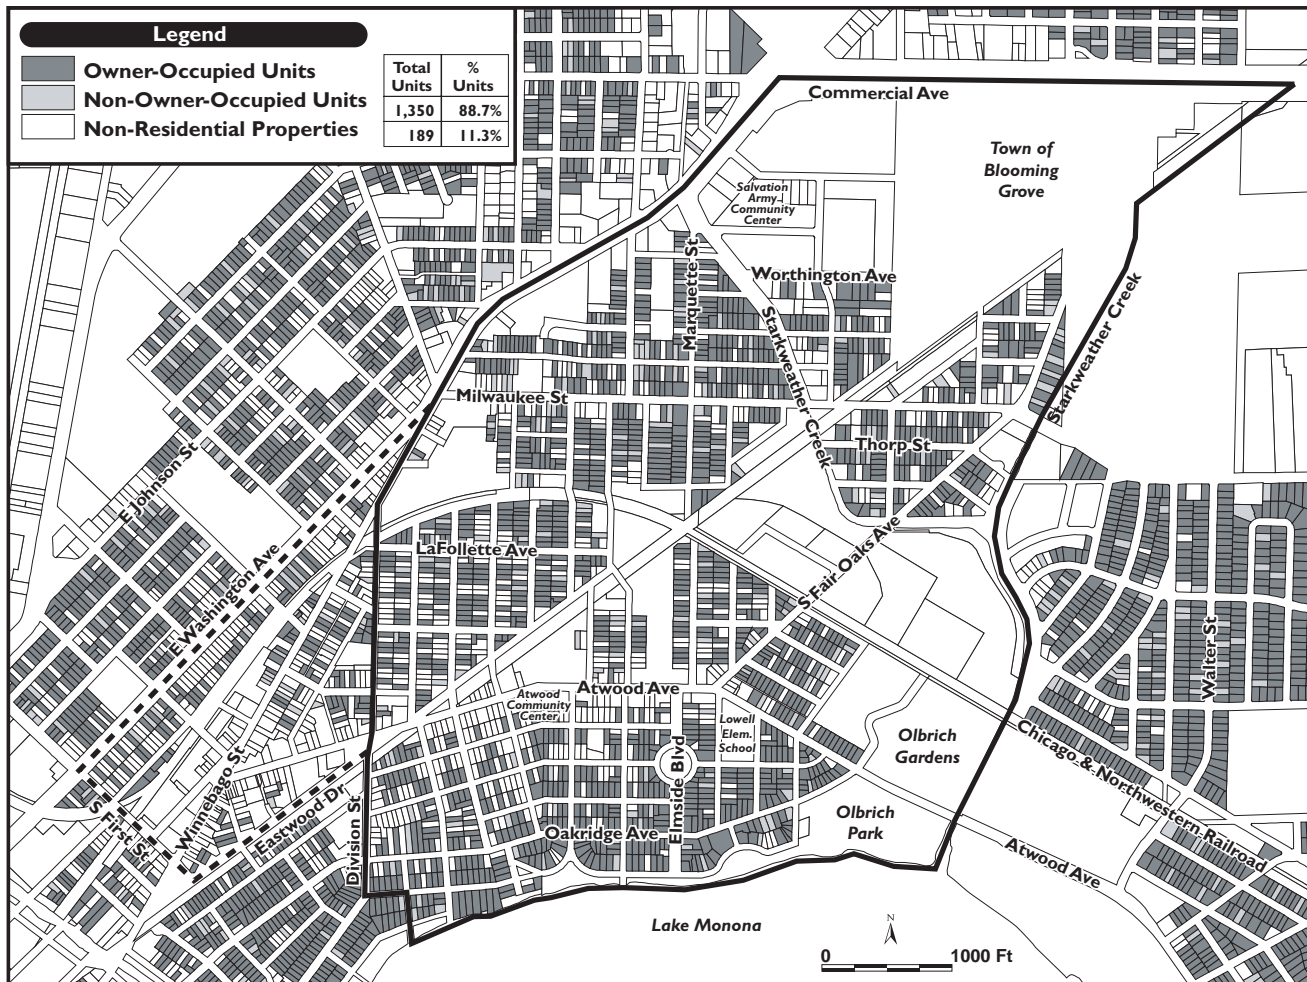 Legend
Owner-Occupied Units
Non-Owner-Occupied Units
Non-Residential Properties
Total Units
% Units
1,350 88.7%
189 11.3%
Commercial Ave
Town of
Blooming
Grove
Salvation
Army
Community
Center
Marquette St
Worthington Ave
Starkweather Creek
Starkweather Creek
Milwaukee St
Thorp St
E Johnson St
E Washington Ave
LaFollette Ave
S Fair Oaks Ave
Walter St
Atwood Ave
Atwood
Community
Center
Lowell
Elem.
School
Olbrich
Gardens
Chicago & Northwestern Railroad
Elmside Blvd
Winnebago St
S First St
Eastwood Dr
Division St
Oakridge Ave
Olbrich
Park
Atwood Ave
Lake Monona
N
0 1000 Ft